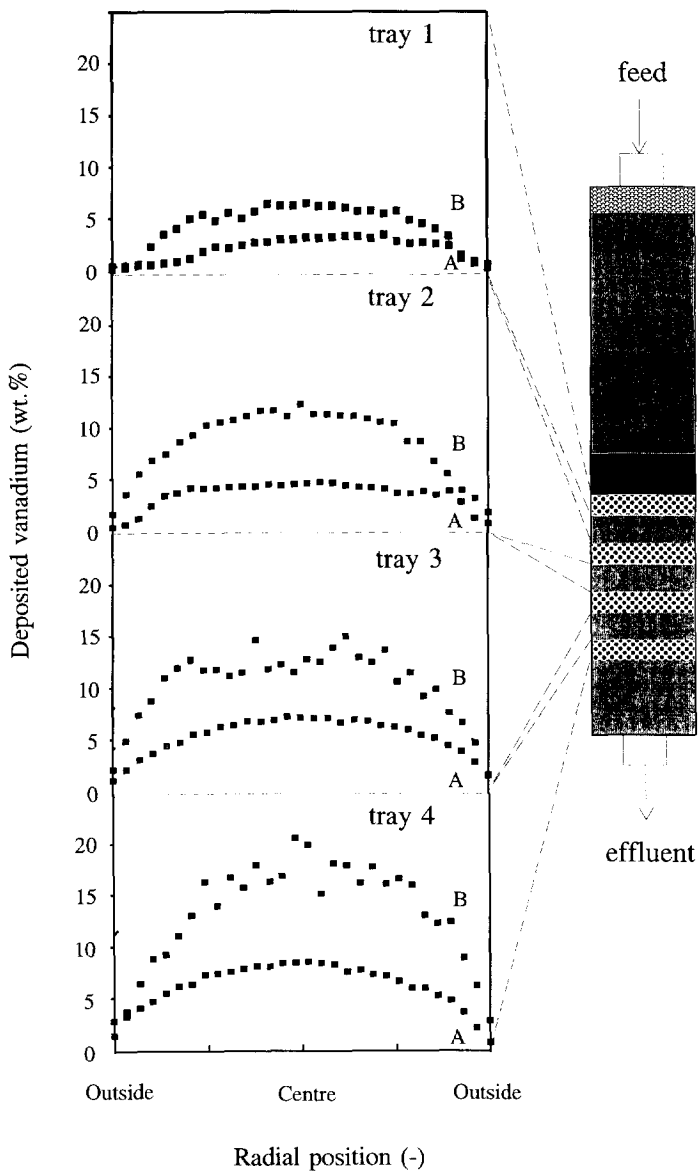 tray 1
20
15
10
5
0
B
A
tray 2
20
15
10
5
0
B
A
tray 3
20
15
10
5
0
B
A
tray 4
20
15
10
5
0
B
A
Outside
Centre
Outside
Radial position (-)
Deposited vanadium (wt.%)
feed
effluent